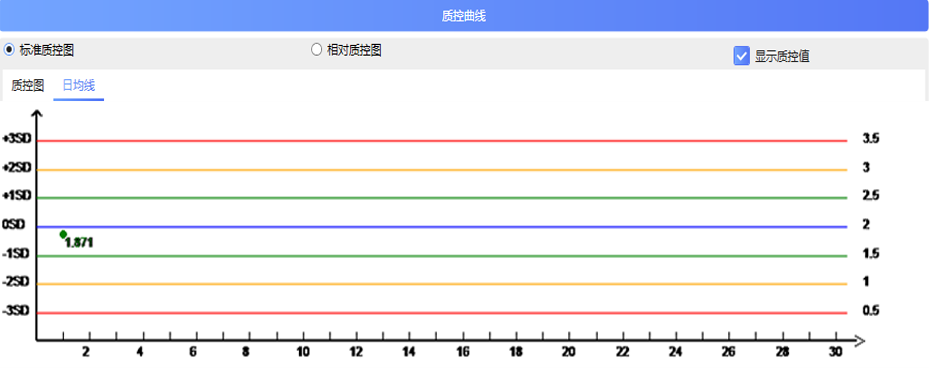 质控曲线
标准质控图 相对质控图 显示质控值
质控图 日均线
+3SD 3.5
+2SD 3
+1SD 2.5
0SD 2
1.871
-1SD 1.5
-2SD 1
-3SD 0.5
2 4 6 8 10 12 14 16 18 20 22 24 26 28 30